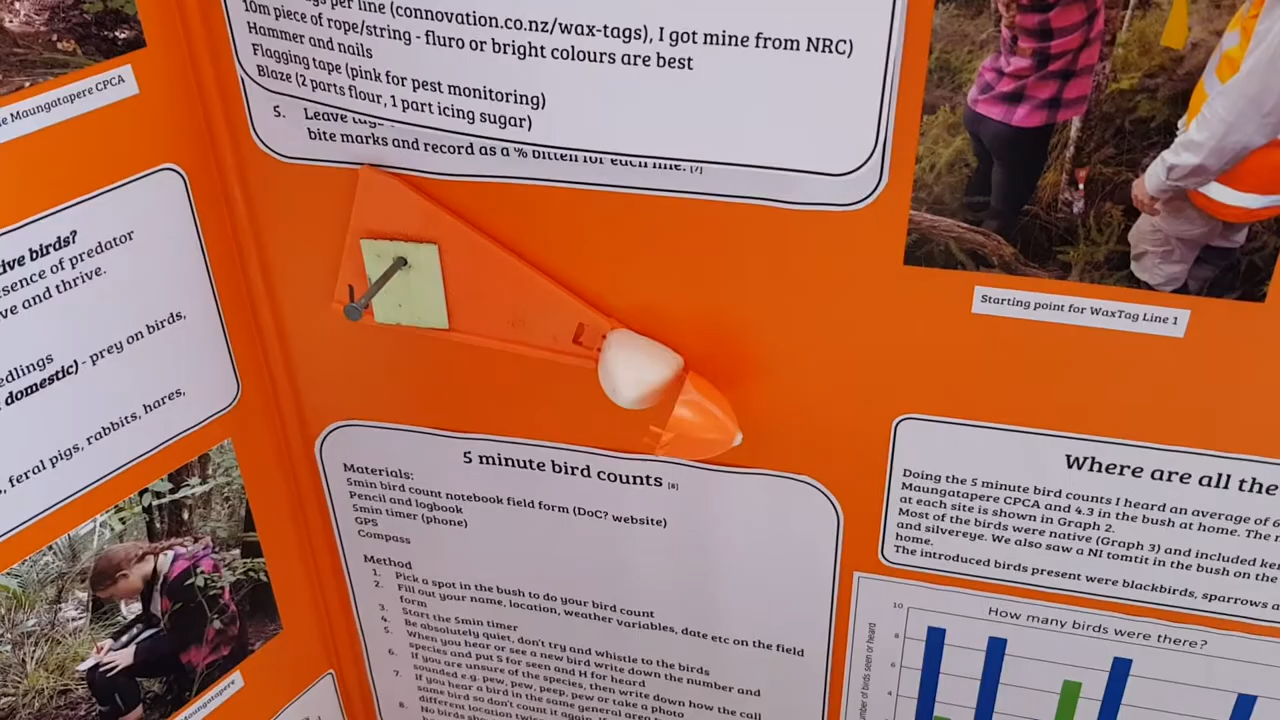 per line (connovation.co.nz/wax-tags), I got mine from NRC)
10m piece of rope/string - fluro or bright colours are best
Hammer and nails
Flagging tape (pink for pest monitoring)
Blaze (2 parts flour, 1 part icing sugar)
5. Leave
bite marks and record as a % bitten for each line. [7]
Maungatapere CPCA
birds?
presence of predator
and thrive.
prey on birds,
domestic)
feral pigs, rabbits, hares,
Starting point for WaxTag Line 1
5 minute bird counts [8]
Materials:
5min bird count notebook field form (DoC? website)
Pencil and logbook
5min timer (phone)
GPS
Compass
Method
1. Pick a spot in the bush to do your bird count
2. Fill out your name, location, weather variables, date etc on the field
form
3. Start the 5min timer
4. Be absolutely quiet, don't try and whistle to the birds
5. When you hear or see a new bird write down the number and
species and put S for seen and H for heard
6. If you are unsure of the species, then write down how the call
sounded e.g. pew, pew, peep, pew or take a photo
7. If you hear a bird in the same general area
same bird so don't count it again.
different location
8. No birds
Where are all the
Doing the 5 minute bird counts I heard an average of 6
Maungatapere CPCA and 4.3 in the bush at home. The
at each site is shown in Graph 2.
Most of the birds were native (Graph 3) and included
and silvereye. We also saw a NI tomtit in the bush on the
home.
The introduced birds present were blackbirds, sparrows
How many birds were there?
10
8
6
4
of birds seen or heard
Maungatapere